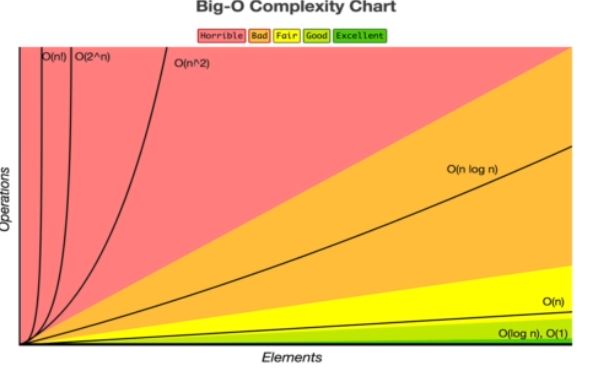 Big-O Complexity Chart
Horrible Bad Fair Good Excellent
O(n!) O(2^n) O(n^2)
O(n log n)
O(n)
O(log n), O(1)
Operations
Elements